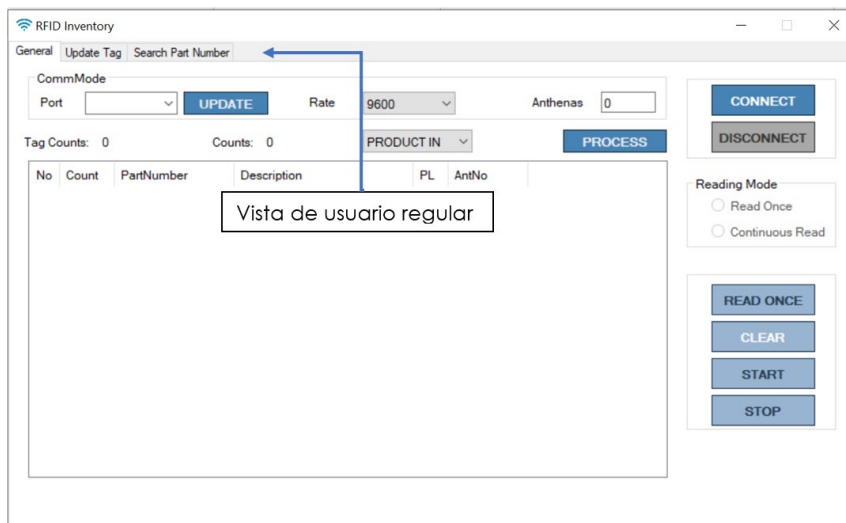 RFID Inventory
General Update Tag Search Part Number
CommMode
Port UPDATE Rate 9600 Anthenas 0 CONNECT
Tag Counts: 0 Counts: 0 PRODUCT IN PROCESS DISCONNECT
No Count PartNumber Description PL AntNo
Reading Mode
Read Once
Vista de usuario regular
Continuous Read
READ ONCE
CLEAR
START
STOP